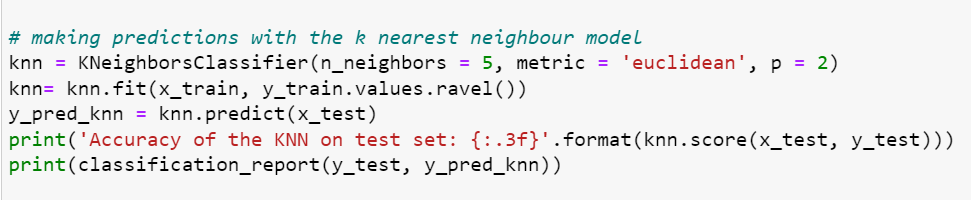 # making predictions with the k nearest neighbour model
knn = KNeighborsClassifier(n_neighbors = 5, metric = 'euclidean', p = 2)
knn= knn.fit(x_train, y_train.values.ravel())
y_pred_knn = knn.predict(x_test)
print('Accuracy of the KNN on test set: {:.3f}'.format(knn.score(x_test, y_test)))
print(classification_report(y_test, y_pred_knn))